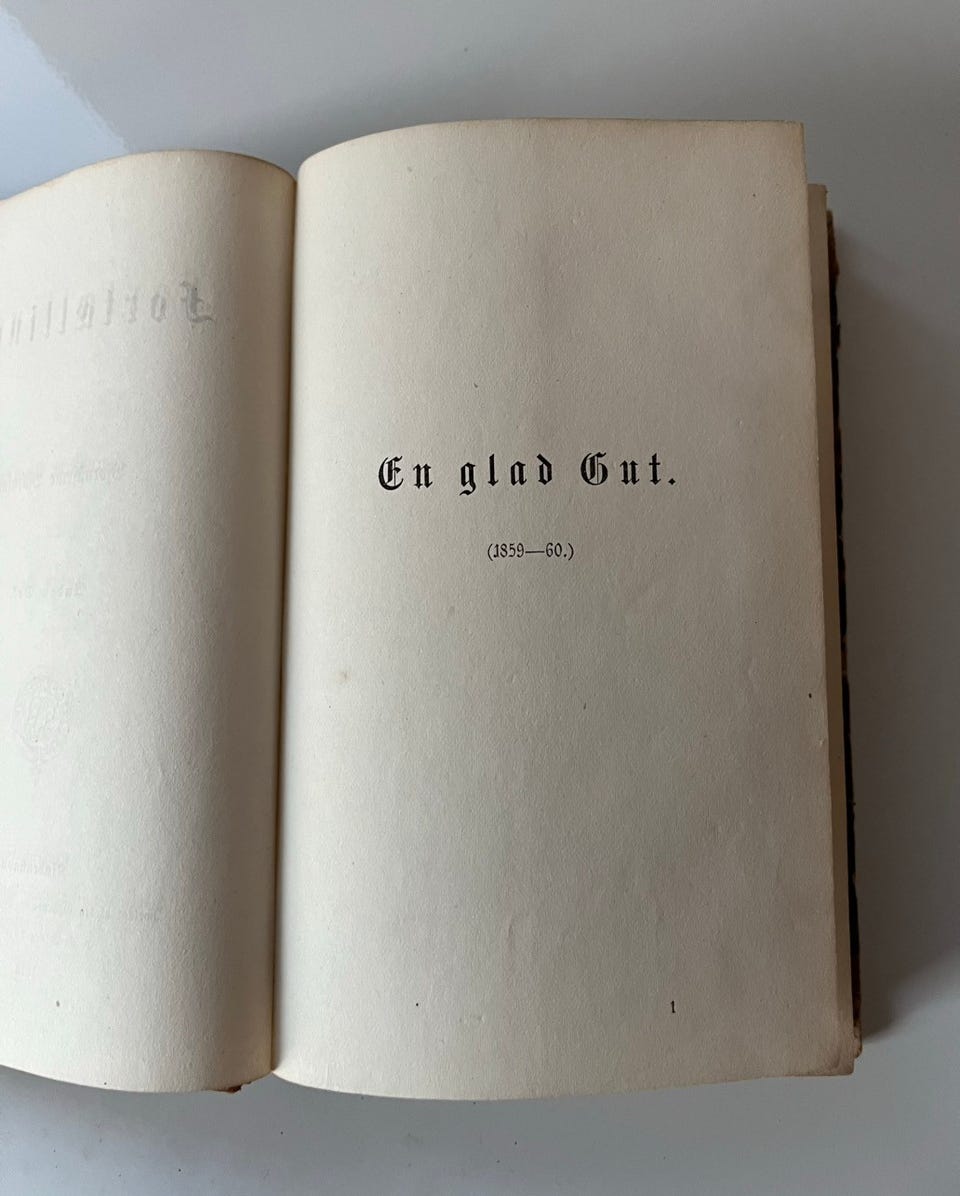 En glad Gut.
(1859—60.)
1